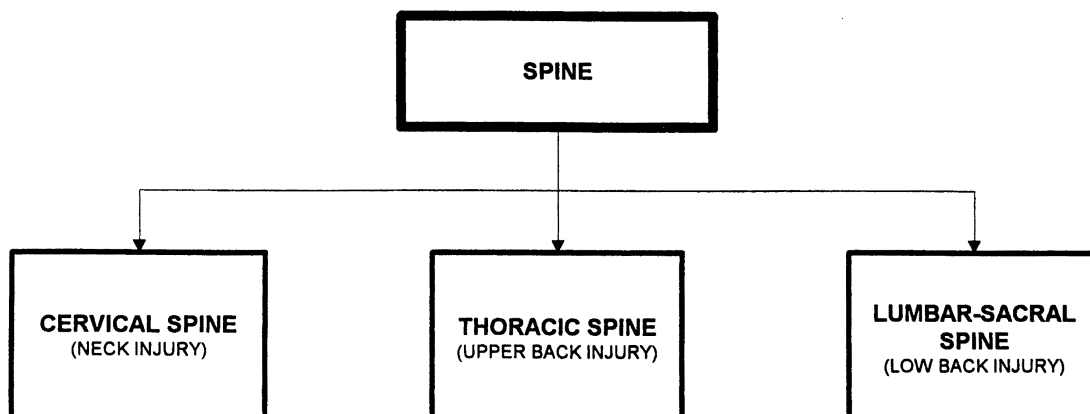 SPINE
CERVICAL SPINE
(NECK INJURY)
THORACIC SPINE
(UPPER BACK INJURY)
LUMBAR-SACRAL
SPINE
(LOW BACK INJURY)